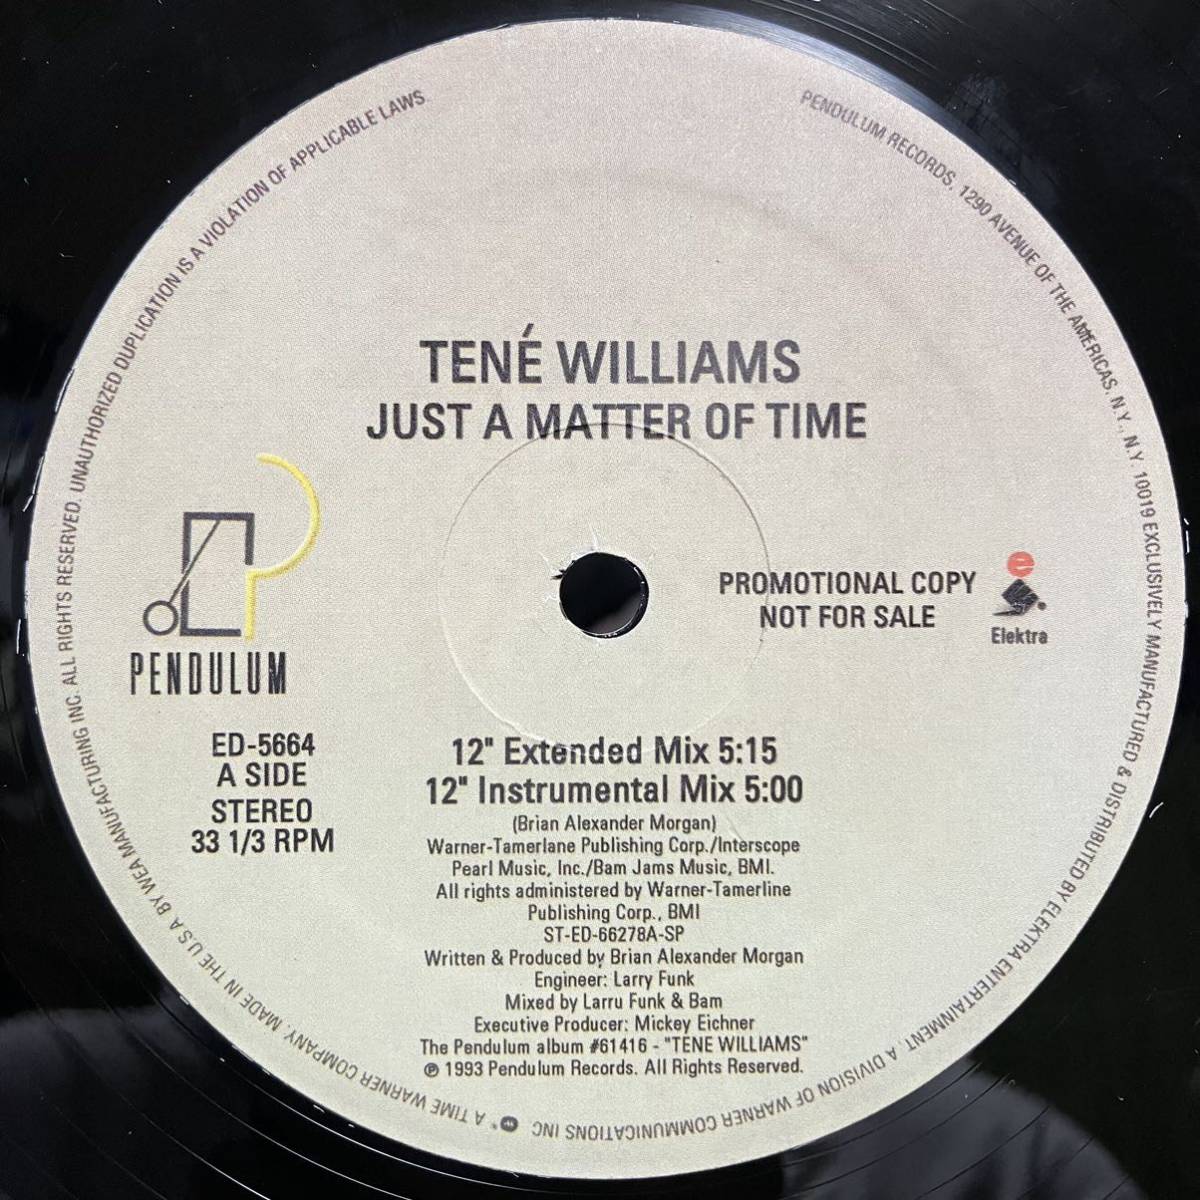 TENÉ WILLIAMS
JUST A MATTER OF TIME
PENDULUM
PROMOTIONAL COPY
NOT FOR SALE
e
Elektra
ED-5664
A SIDE
STEREO
33 1/3 RPM
12" Extended Mix 5:15
12" Instrumental Mix 5:00
(Brian Alexander Morgan)
Warner-Tamerlane Publishing Corp./Interscope
Pearl Music, Inc./Bam Jams Music, BMI.
All rights administered by Warner-Tamerline
Publishing Corp., BMI
ST-ED-66278A-SP
Written & Produced by Brian Alexander Morgan
Engineer: Larry Funk
Mixed by Larru Funk & Bam
Executive Producer: Mickey Eichner
The Pendulum album #61416 - "TENE WILLIAMS"
℗ 1993 Pendulum Records. All Rights Reserved.
PENDULUM RECORDS, 1290 AVENUE OF THE AMERICAS, N.Y., N.Y. 10019 EXCLUSIVELY MANUFACTURED & DISTRIBUTED BY ELEKTRA ENTERTAINMENT, A DIVISION OF WARNER COMMUNICATIONS INC. A TIME WARNER COMPANY. MADE IN THE U.S.A. BY WEA MANUFACTURING INC. ALL RIGHTS RESERVED. UNAUTHORIZED DUPLICATION IS A VIOLATION OF APPLICABLE LAWS